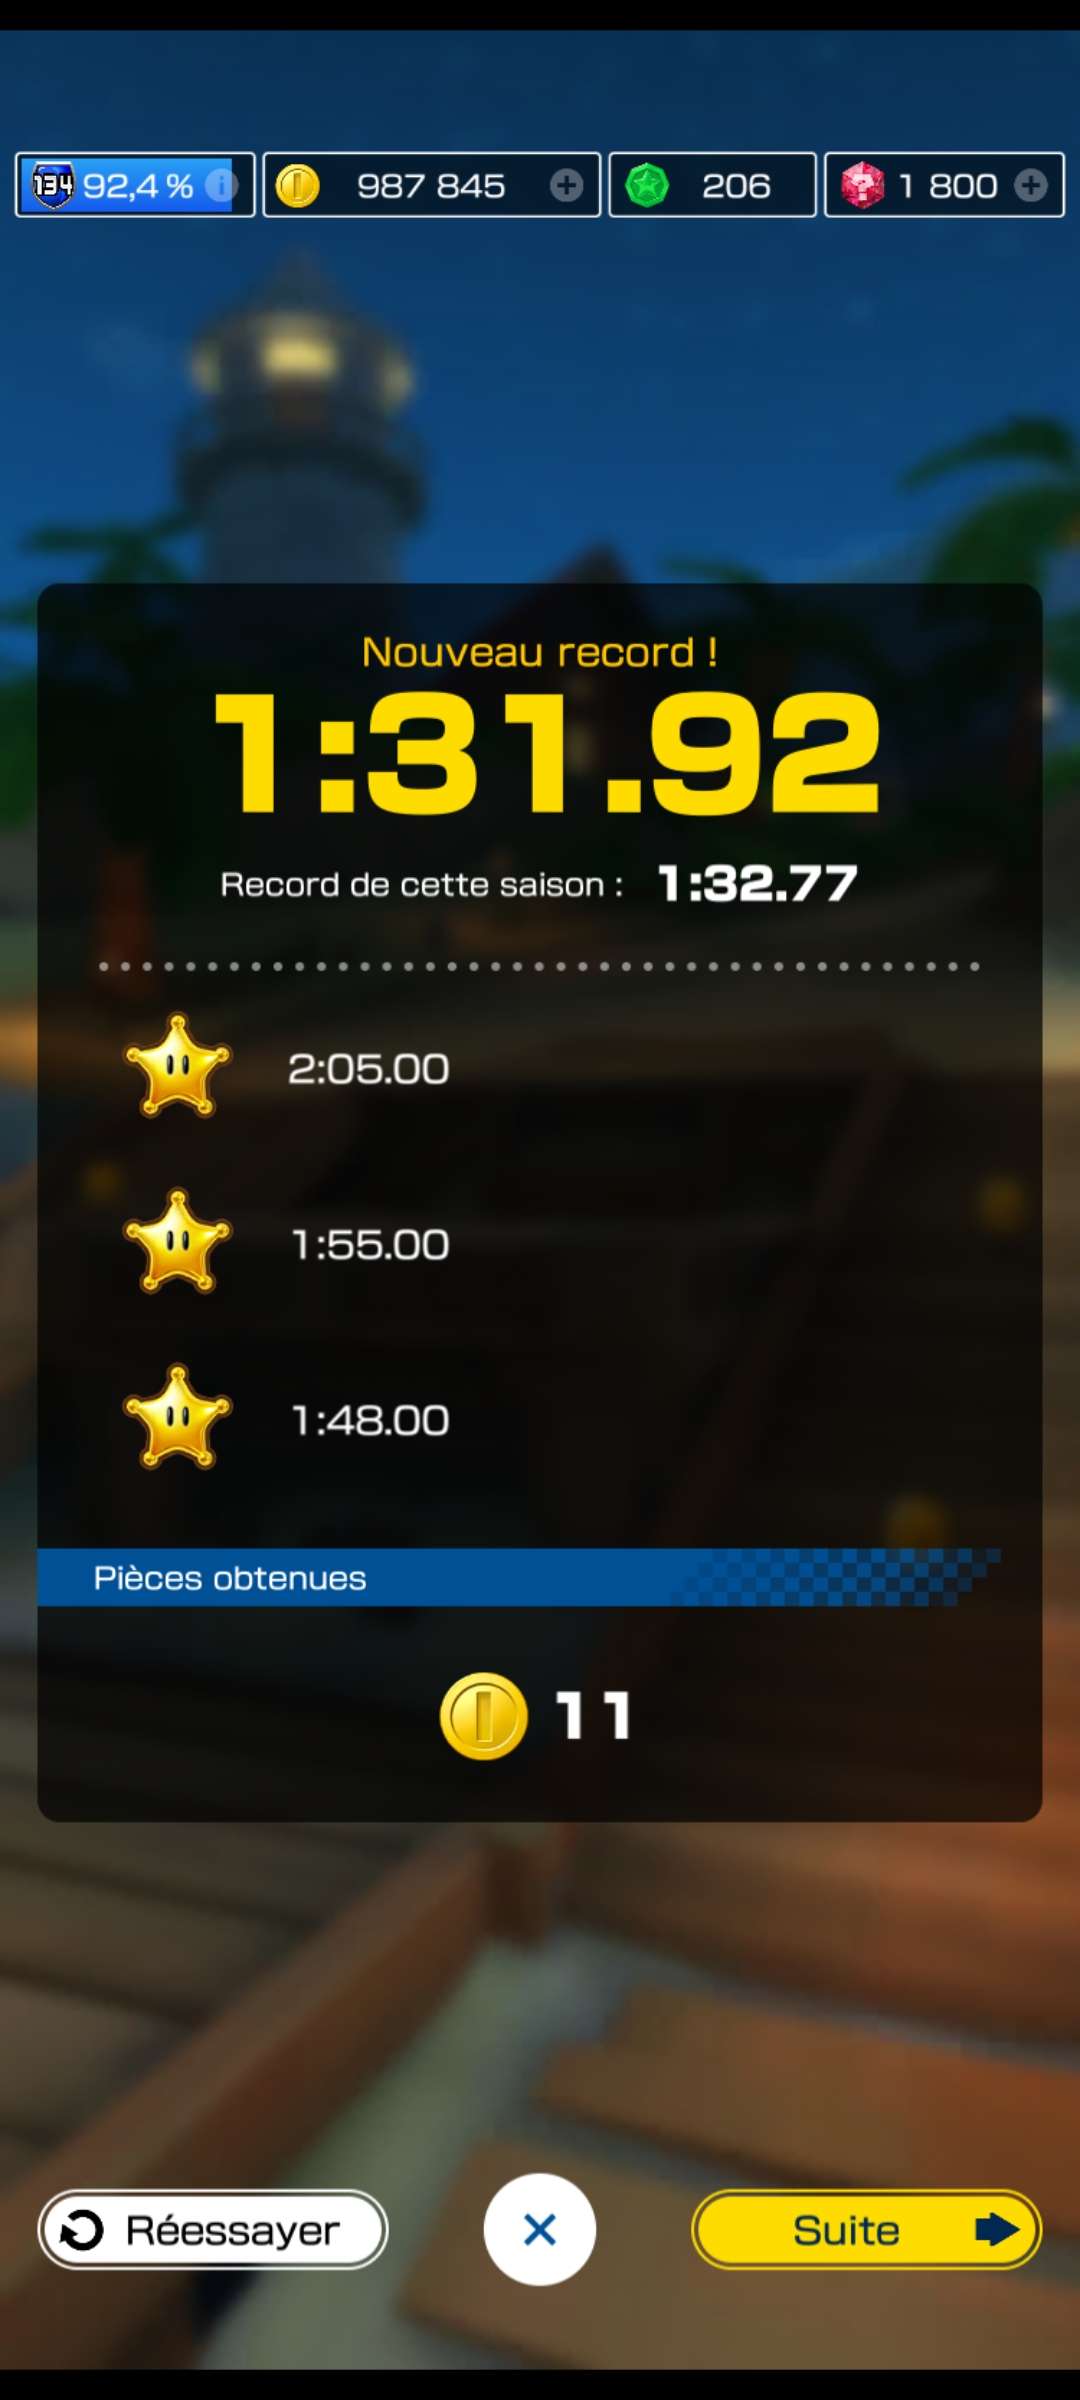 134 92,4 % i 987 845 + 206 1 800 +
Nouveau record !
1:31.92
Record de cette saison : 1:32.77
2:05.00
1:55.00
1:48.00
Pièces obtenues
11
Réessayer × Suite